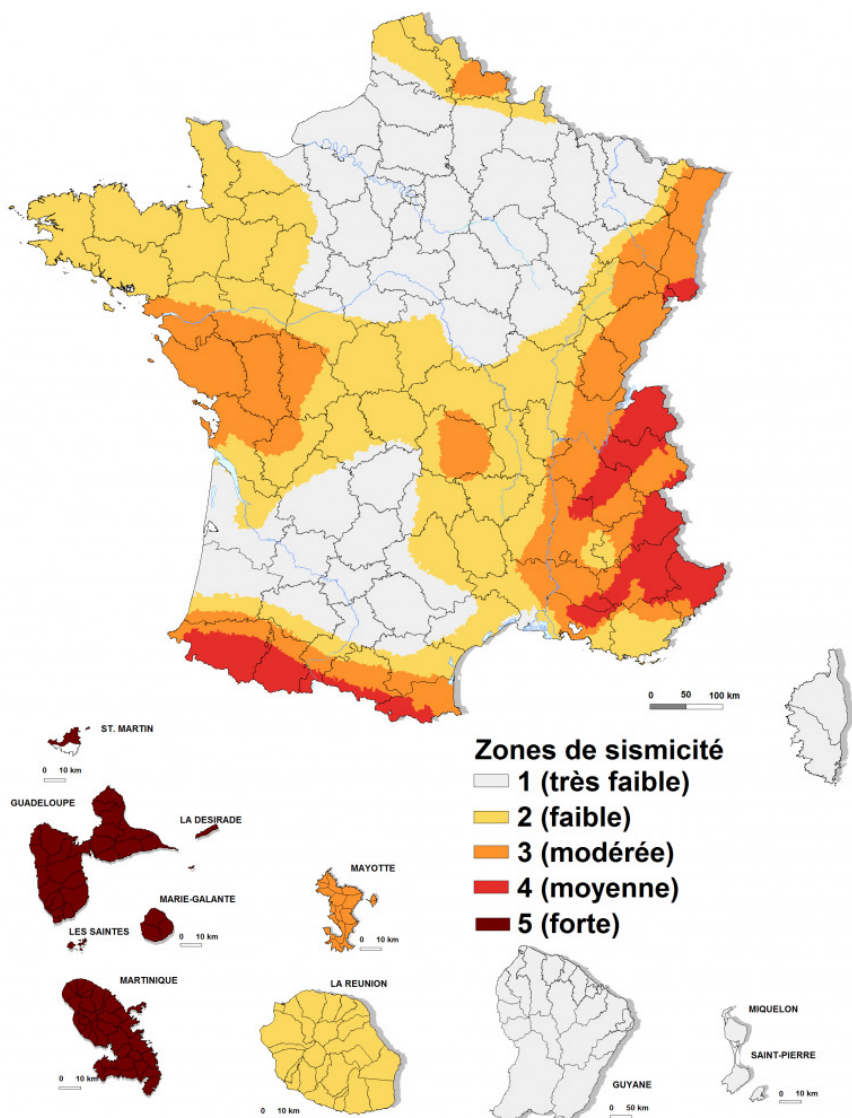 0 50 100 km
ST. MARTIN
0 10 km
Zones de sismicité
1 (très faible)
2 (faible)
3 (modérée)
4 (moyenne)
5 (forte)
GUADELOUPE
LA DESIRADE
MARIE-GALANTE
0 10 km
LES SAINTES
MAYOTTE
0 10 km
MARTINIQUE
0 10 km
LA REUNION
0 10 km
GUYANE
0 50 km
MIQUELON
SAINT-PIERRE
0 10 km